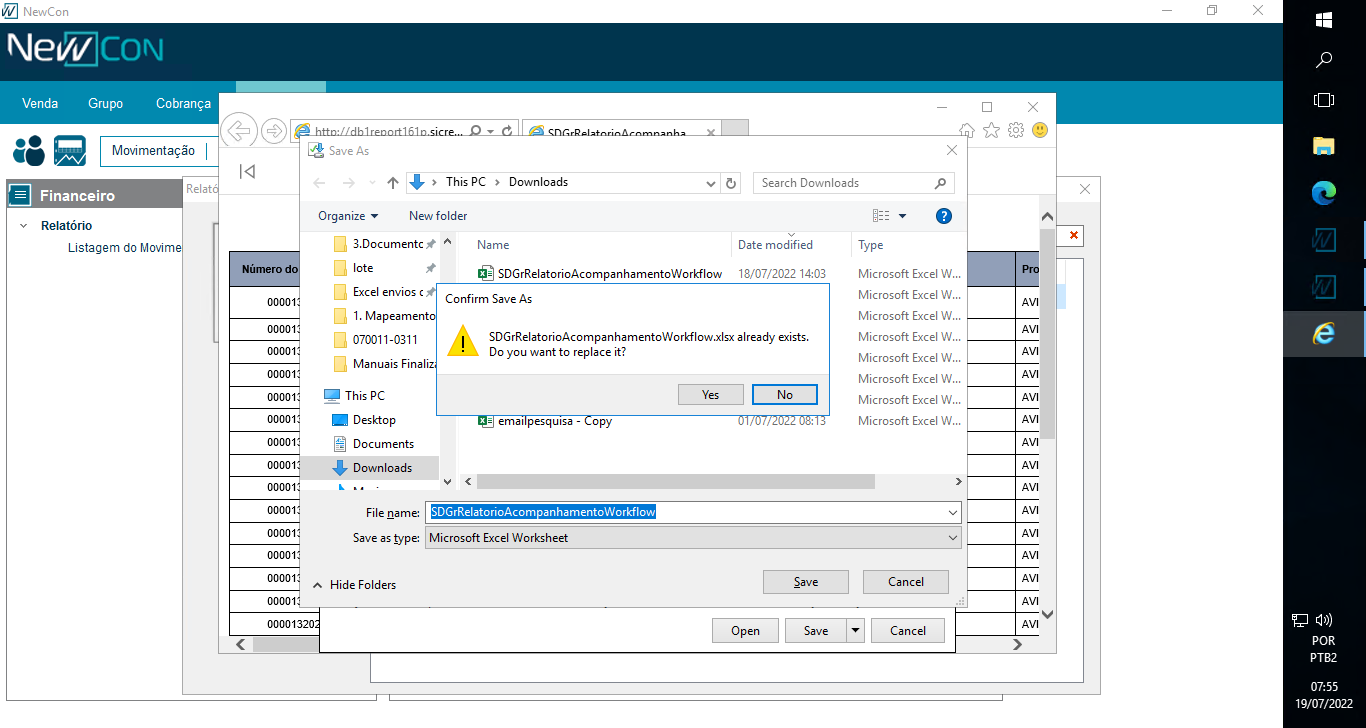 NewCon
NewCon
Venda Grupo Cobrança
Movimentação
Financeiro
Relatório
Listagem do Movime
Relató
http://db1report161p.sicre...
SDGrRelatorioAcompanha
Save As
This PC > Downloads
Search Downloads
Organize New folder
Name Date modified Type
3.Documento
lote
Excel envios c
1. Mapeamento
070011-0311
Manuais Finaliza
This PC
Desktop
Documents
Downloads
SDGrRelatorioAcompanhamentoWorkflow 18/07/2022 14:03 Microsoft Excel W...
Microsoft Excel W...
Microsoft Excel W...
Microsoft Excel W...
Microsoft Excel W...
Microsoft Excel W...
Microsoft Excel W...
emailpesquisa - Copy 01/07/2022 08:13 Microsoft Excel W...
Confirm Save As
SDGrRelatorioAcompanhamentoWorkflow.xlsx already exists.
Do you want to replace it?
Yes No
File name: SDGrRelatorioAcompanhamentoWorkflow
Save as type: Microsoft Excel Worksheet
Hide Folders
Save Cancel
Open Save Cancel
Número do
Pro
000013
AVI
000013
AVI
000013
AVI
000013
AVI
000013
AVI
000013
AVI
000013
AVI
000013
AVI
000013
AVI
000013
AVI
000013
AVI
000013
AVI
000013
AVI
000013
AVI
000013202
AVI
POR
PTB2
07:55
19/07/2022